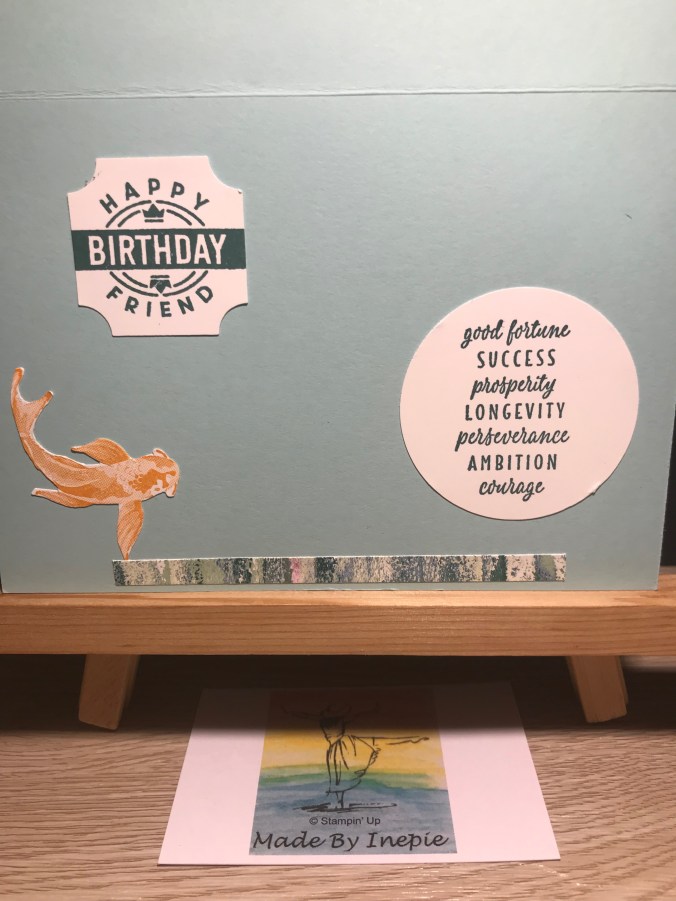 HAPPY
BIRTHDAY
FRIEND
good fortune
SUCCESS
prosperity
LONGEVITY
perseverance
AMBITION
courage
© Stampin' Up
Made By Inepie